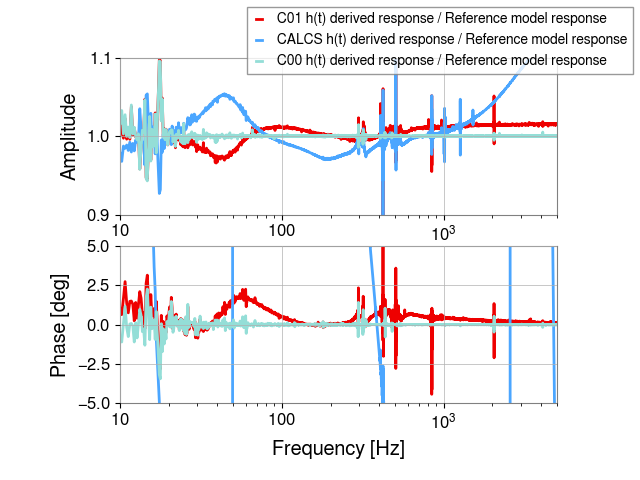 C01 h(t) derived response / Reference model response
CALCS h(t) derived response / Reference model response
C00 h(t) derived response / Reference model response
1.1
1.0
0.9
Amplitude
10
100
10³
5.0
2.5
0.0
−2.5
−5.0
Phase [deg]
10
100
10³
Frequency [Hz]